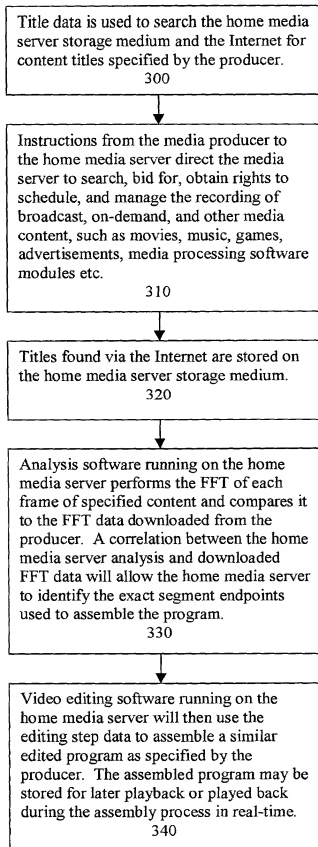 Title data is used to search the home media
server storage medium and the Internet for
content titles specified by the producer.
300
Instructions from the media producer to
the home media server direct the media
server to search, bid for, obtain rights to
schedule, and manage the recording of
broadcast, on-demand, and other media
content, such as movies, music, games,
advertisements, media processing software
modules etc.
310
Titles found via the Internet are stored on
the home media server storage medium.
320
Analysis software running on the home
media server performs the FFT of each
frame of specified content and compares it
to the FFT data downloaded from the
producer. A correlation between the home
media server analysis and downloaded
FFT data will allow the home media server
to identify the exact segment endpoints
used to assemble the program.
330
Video editing software running on the
home media server will then use the
editing step data to assemble a similar
edited program as specified by the
producer. The assembled program may be
stored for later playback or played back
during the assembly process in real-time.
340